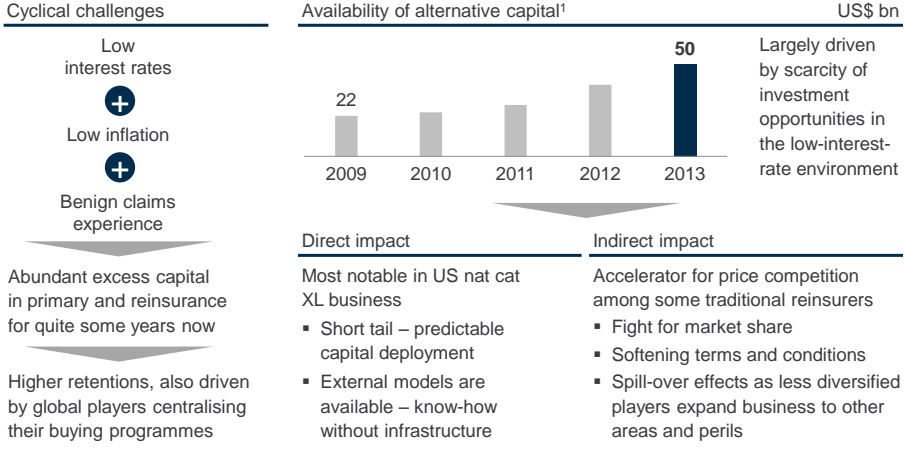 Cyclical challenges
Low
interest rates
+
Low inflation
+
Benign claims
experience
Abundant excess capital
in primary and reinsurance
for quite some years now
Higher retentions, also driven
by global players centralising
their buying programmes
Availability of alternative capital¹ US$ bn
22
50
2009 2010 2011 2012 2013
Largely driven
by scarcity of
investment
opportunities in
the low-interest-
rate environment
Direct impact
Most notable in US nat cat
XL business
▪ Short tail – predictable
capital deployment
▪ External models are
available – know-how
without infrastructure
Indirect impact
Accelerator for price competition
among some traditional reinsurers
▪ Fight for market share
▪ Softening terms and conditions
▪ Spill-over effects as less diversified
players expand business to other
areas and perils